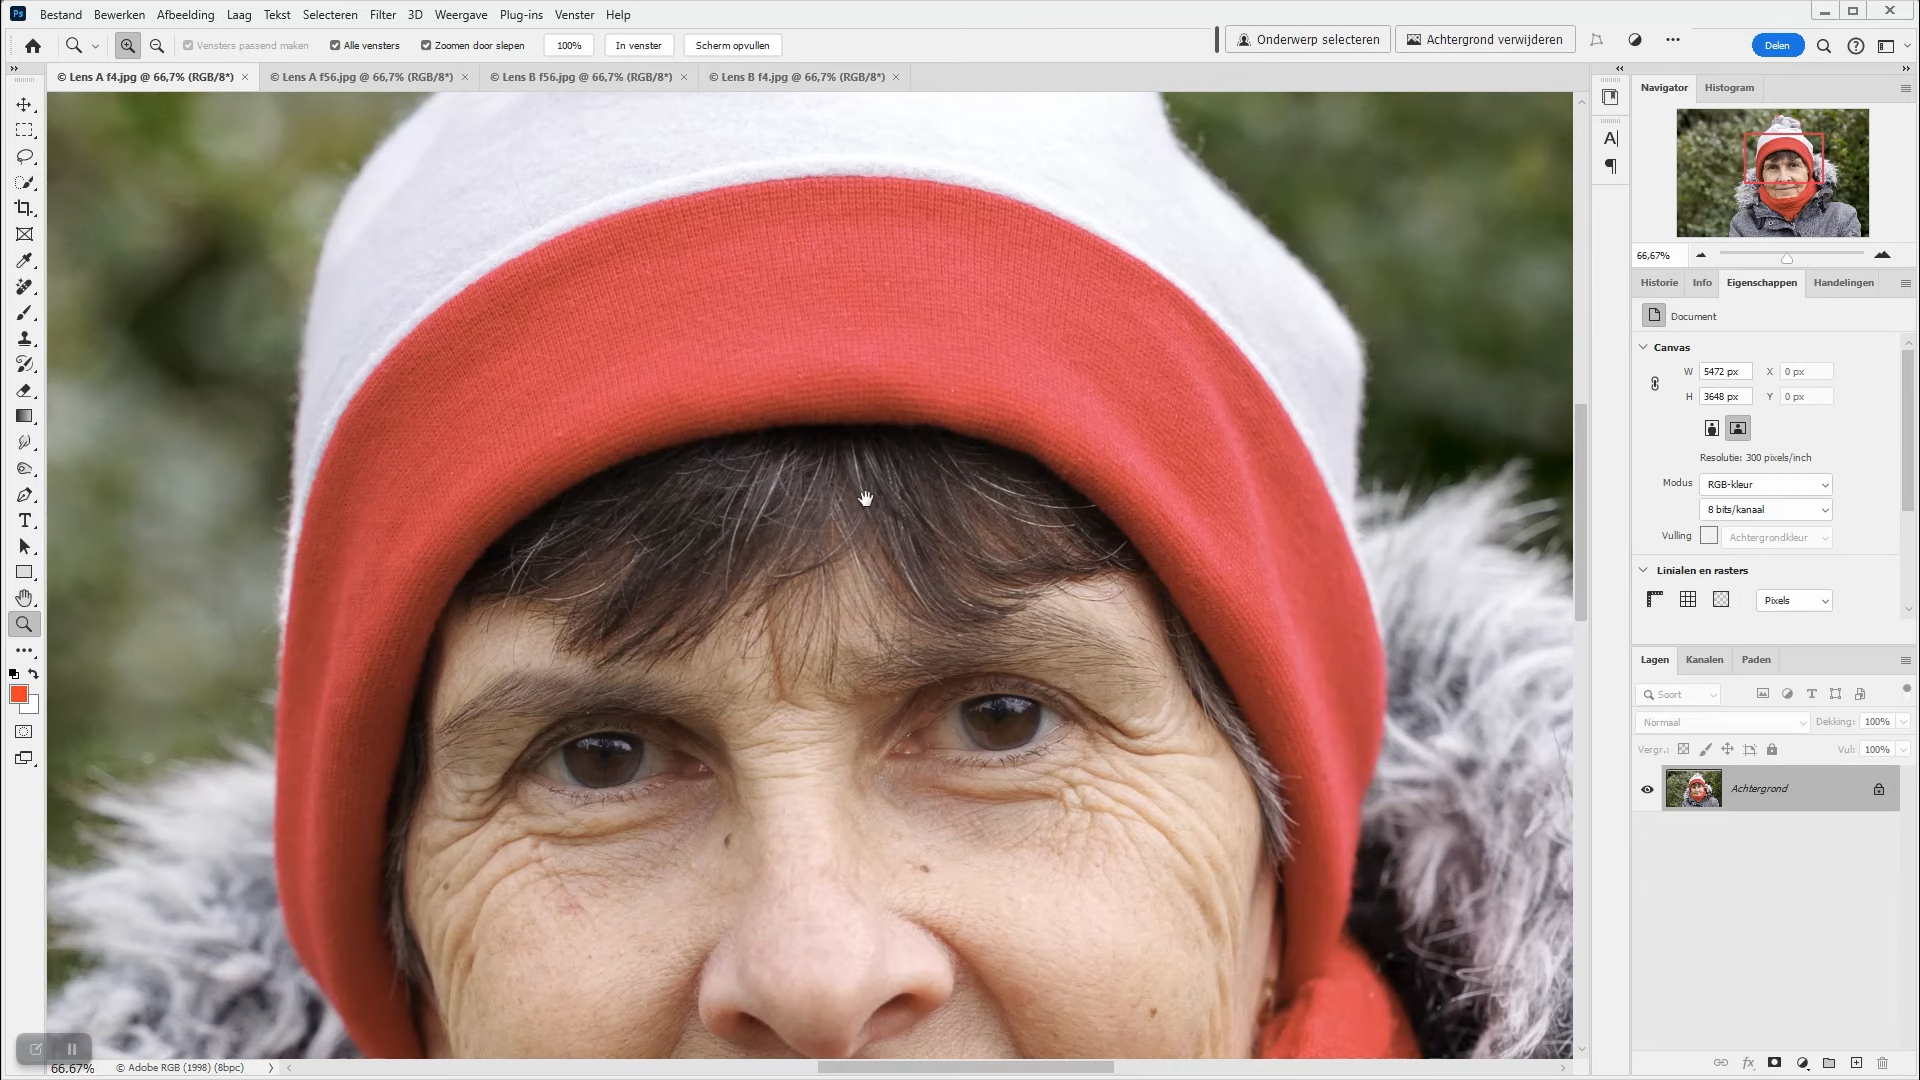 Ps Bestand Bewerken Afbeelding Laag Tekst Selecteren Filter 3D Weergave Plug-ins Venster Help
Vensters passend maken Alle vensters Zoomen door slepen 100% In venster Scherm opvullen Onderwerp selecteren Achtergrond verwijderen Delen
© Lens A f4.jpg @ 66,7% (RGB/8*) © Lens A f56.jpg @ 66,7% (RGB/8*) © Lens B f56.jpg @ 66,7% (RGB/8*) © Lens B f4.jpg @ 66,7% (RGB/8*)
Navigator Histogram
66,67%
Historie Info Eigenschappen Handelingen
Document
Canvas
W 5472 px X 0 px
H 3648 px Y 0 px
Resolutie: 300 pixels/inch
Modus RGB-kleur
8 bits/kanaal
Vulling Achtergrondkleur
Linialen en rasters
Pixels
Lagen Kanalen Paden
Soort
Normaal Dekking: 100%
Vergr.: Vul: 100%
Achtergrond
66.67% © Adobe RGB (1998) (8bpc)